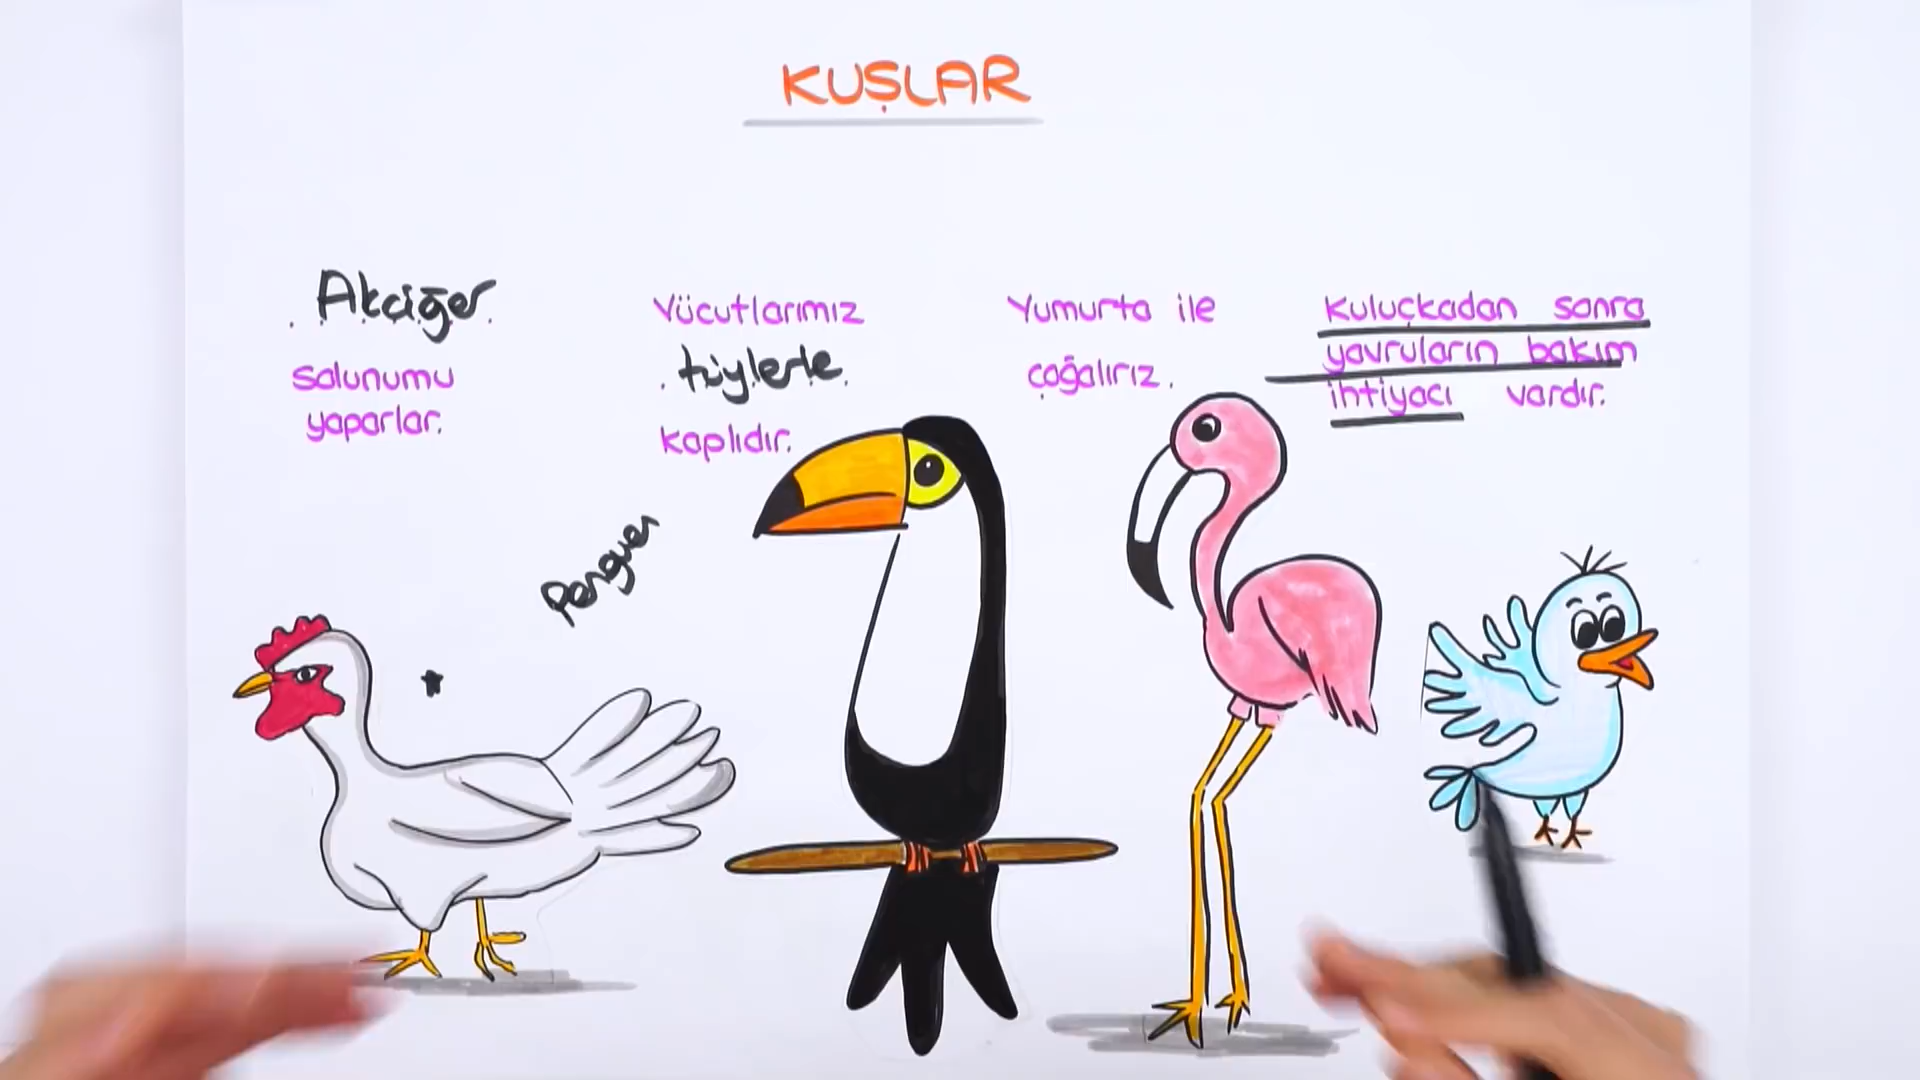 KUŞLAR
Akciğer
solunumu
yaparlar.
Vücutlarımız
tüylerle
kaplıdır.
Yumurta ile
çoğalırız.
Kuluçkadan sonra
yavruların bakım
ihtiyacı vardır.
Penguen